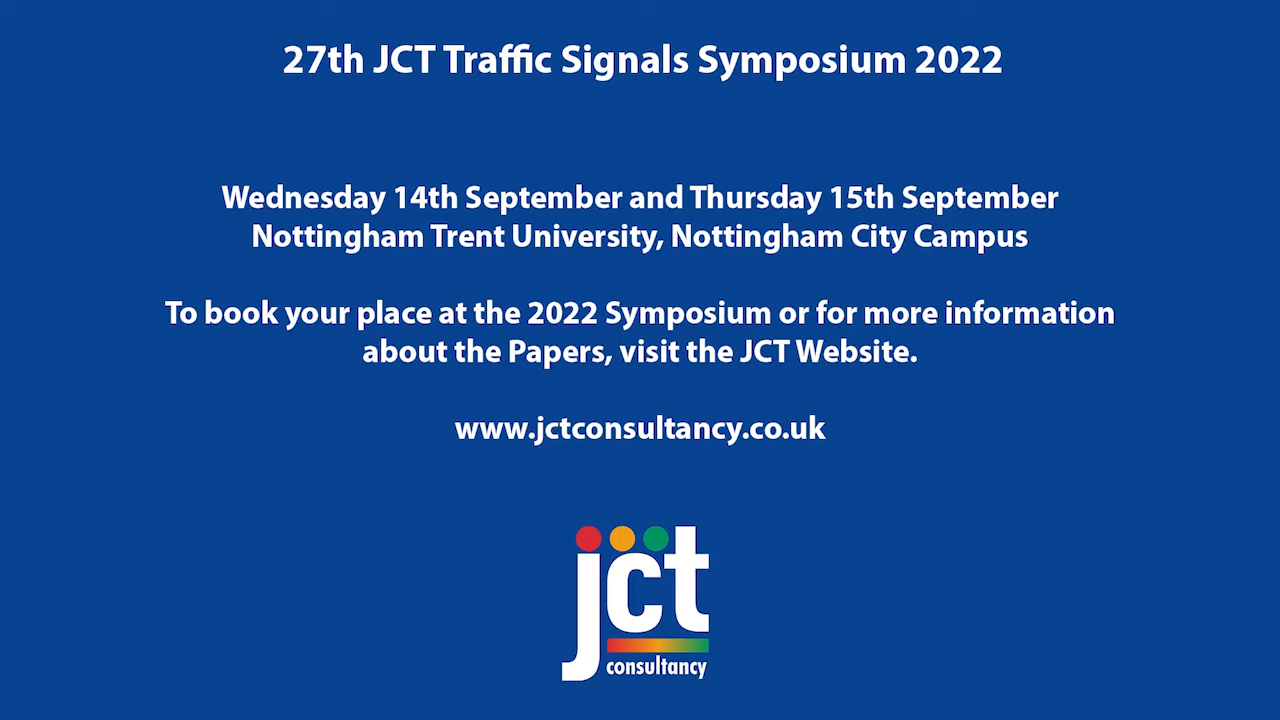 27th JCT Traffic Signals Symposium 2022
Wednesday 14th September and Thursday 15th September
Nottingham Trent University, Nottingham City Campus
To book your place at the 2022 Symposium or for more information
about the Papers, visit the JCT Website.
www.jctconsultancy.co.uk
jct
consultancy